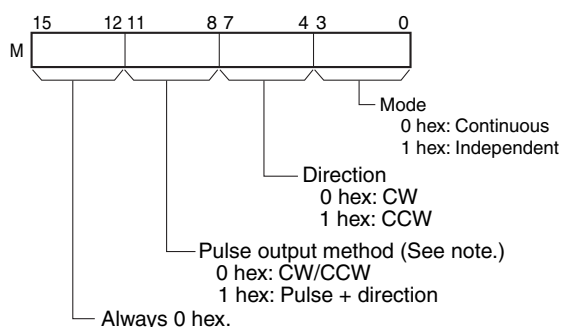 15 12 11 8 7 4 3 0
M
Mode
0 hex: Continuous
1 hex: Independent
Direction
0 hex: CW
1 hex: CCW
Pulse output method (See note.)
0 hex: CW/CCW
1 hex: Pulse + direction
Always 0 hex.